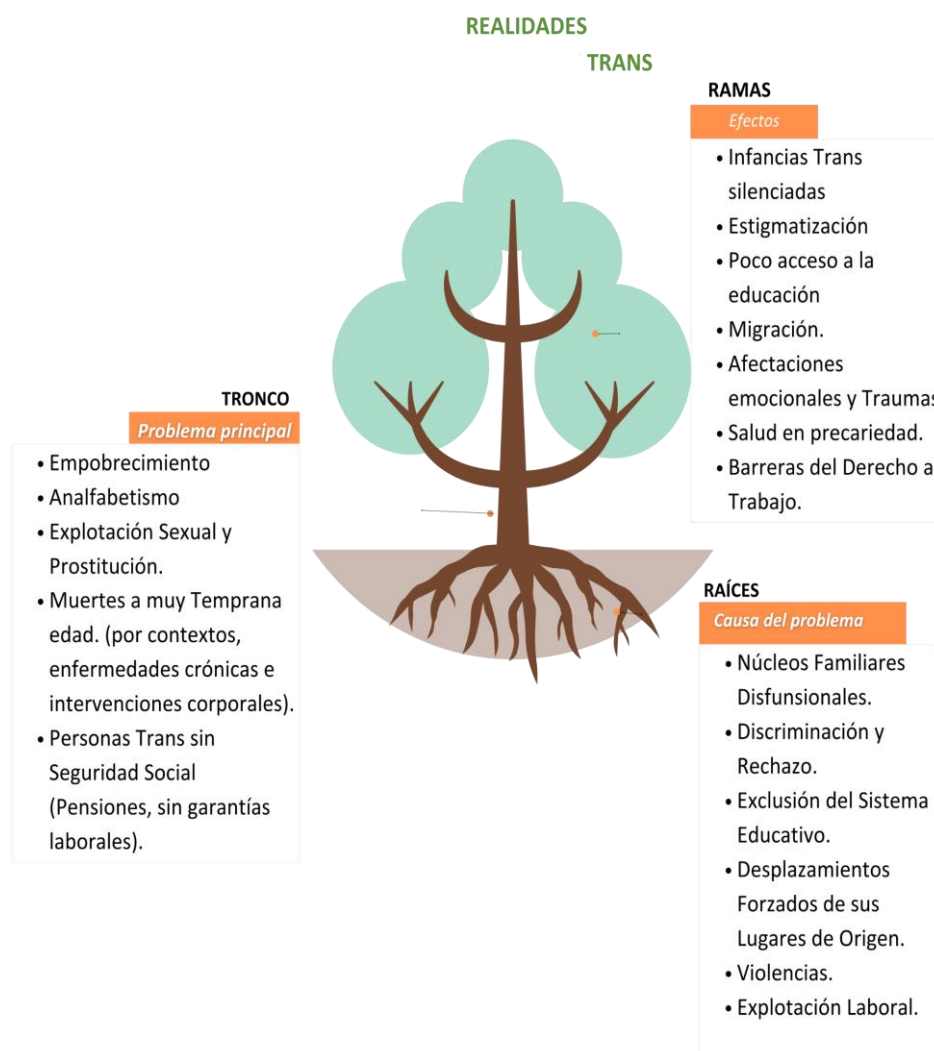 REALIDADES
TRANS
RAMAS
Efectos
• Infancias Trans
silenciadas
• Estigmatización
• Poco acceso a la
educación
• Migración.
• Afectaciones
emocionales y Traumas
• Salud en precariedad.
• Barreras del Derecho a
Trabajo.
TRONCO
Problema principal
• Empobrecimiento
• Analfabetismo
• Explotación Sexual y
Prostitución.
• Muertes a muy Temprana
edad. (por contextos,
enfermedades crónicas e
intervenciones corporales).
• Personas Trans sin
Seguridad Social
(Pensiones, sin garantías
laborales).
RAÍCES
Causa del problema
• Núcleos Familiares
Disfunsionales.
• Discriminación y
Rechazo.
• Exclusión del Sistema
Educativo.
• Desplazamientos
Forzados de sus
Lugares de Origen.
• Violencias.
• Explotación Laboral.